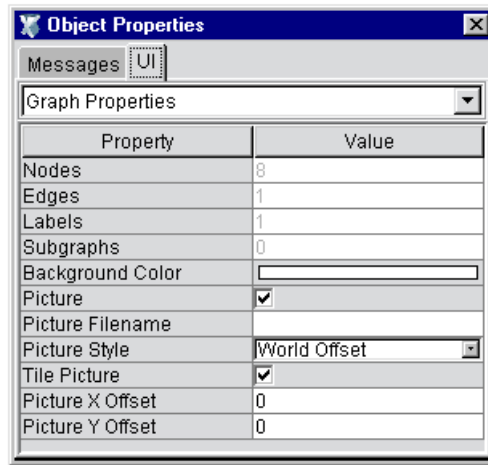 Object Properties
Messages UI
Graph Properties
Property Value
Nodes 8
Edges 1
Labels 1
Subgraphs 0
Background Color
Picture
Picture Filename
Picture Style World Offset
Tile Picture
Picture X Offset 0
Picture Y Offset 0